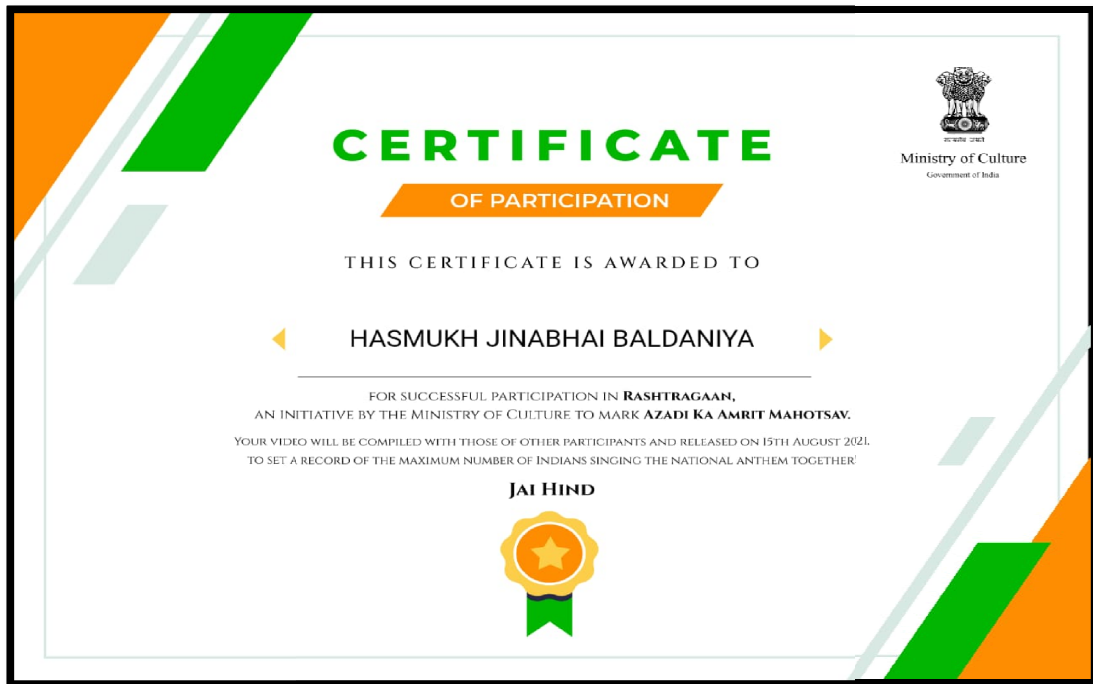 CERTIFICATE
OF PARTICIPATION
Ministry of Culture
Government of India
THIS CERTIFICATE IS AWARDED TO
HASMUKH JINABHAI BALDANIYA
FOR SUCCESSFUL PARTICIPATION IN RASHTRAGAAN,
AN INITIATIVE BY THE MINISTRY OF CULTURE TO MARK AZADI KA AMRIT MAHOTSAV.
YOUR VIDEO WILL BE COMPILED WITH THOSE OF OTHER PARTICIPANTS AND RELEASED ON 15TH AUGUST 2021,
TO SET A RECORD OF THE MAXIMUM NUMBER OF INDIANS SINGING THE NATIONAL ANTHEM TOGETHER!
JAI HIND